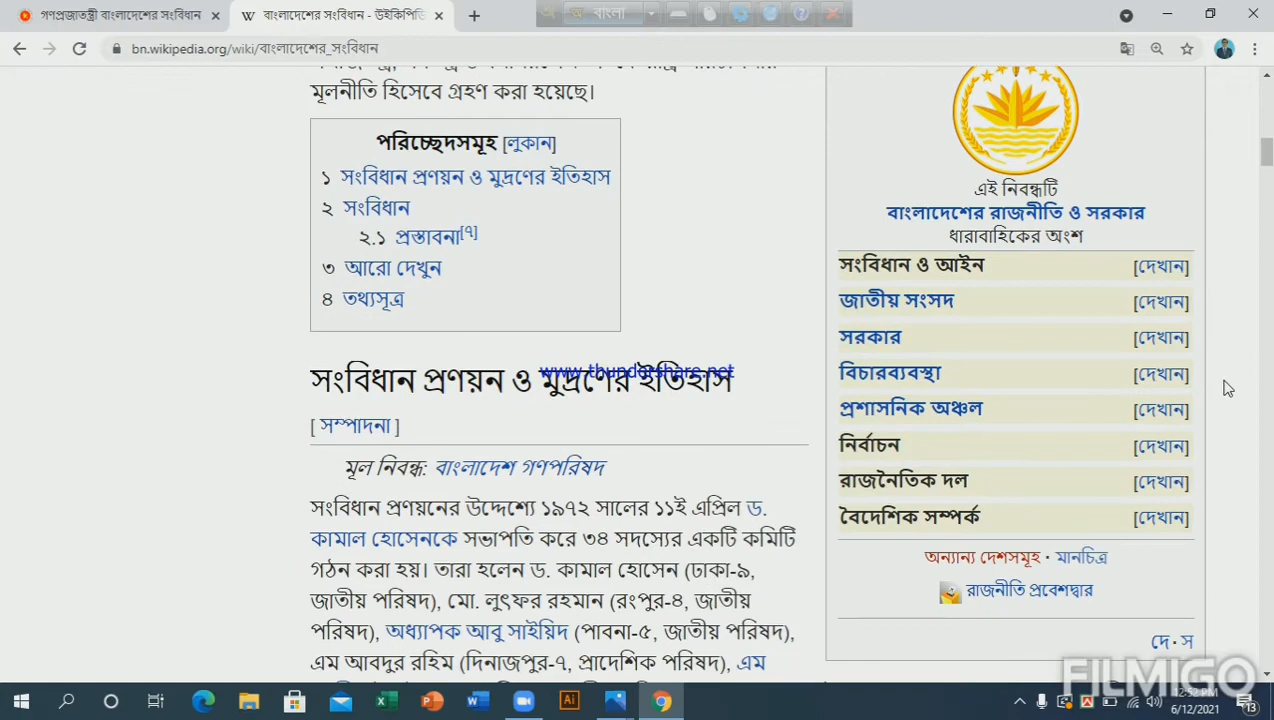 গণপ্রজাতন্ত্রী বাংলাদেশের সংবিধান
বাংলাদেশের সংবিধান - উইকিপিডি
বাংলা
bn.wikipedia.org/wiki/বাংলাদেশের_সংবিধান
মূলনীতি হিসেবে গ্রহণ করা হয়েছে।
পরিচ্ছেদসমূহ [লুকান]
১ সংবিধান প্রণয়ন ও মুদ্রণের ইতিহাস
২ সংবিধান
২.১ প্রস্তাবনা[৭]
৩ আরো দেখুন
৪ তথ্যসূত্র
সংবিধান প্রণয়ন ও মুদ্রণের ইতিহাস
www.thundershare.net
[ সম্পাদনা ]
মূল নিবন্ধ: বাংলাদেশ গণপরিষদ
সংবিধান প্রণয়নের উদ্দেশ্যে ১৯৭২ সালের ১১ই এপ্রিল ড.
কামাল হোসেনকে সভাপতি করে ৩৪ সদস্যের একটি কমিটি
গঠন করা হয়। তারা হলেন ড. কামাল হোসেন (ঢাকা-৯,
জাতীয় পরিষদ), মো. লুৎফর রহমান (রংপুর-৪, জাতীয়
পরিষদ), অধ্যাপক আবু সাইয়িদ (পাবনা-৫, জাতীয় পরিষদ),
এম আবদুর রহিম (দিনাজপুর-৭, প্রাদেশিক পরিষদ), এম
এই নিবন্ধটি
বাংলাদেশের রাজনীতি ও সরকার
ধারাবাহিকের অংশ
সংবিধান ও আইন [দেখান]
জাতীয় সংসদ [দেখান]
সরকার [দেখান]
বিচারব্যবস্থা [দেখান]
প্রশাসনিক অঞ্চল [দেখান]
নির্বাচন [দেখান]
রাজনৈতিক দল [দেখান]
বৈদেশিক সম্পর্ক [দেখান]
অন্যান্য দেশসমূহ · মানচিত্র
রাজনীতি প্রবেশদ্বার
দে · স
FILMIGO
12:52 PM
6/12/2021
13